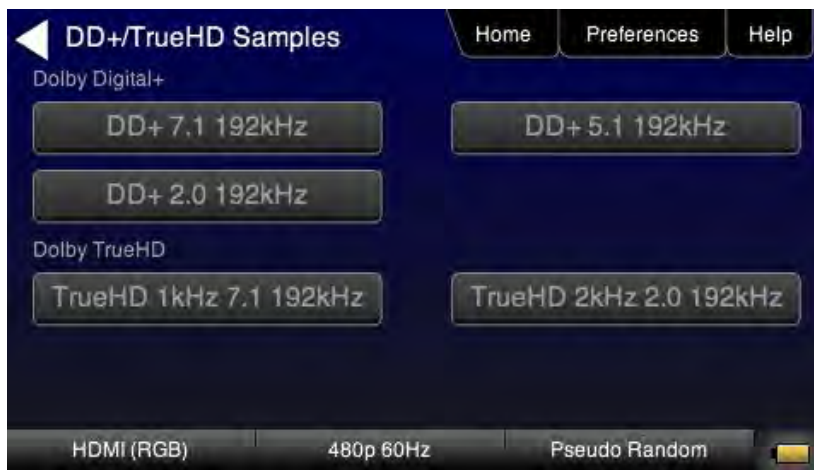 DD+/TrueHD Samples
Home
Preferences
Help
Dolby Digital+
DD+ 7.1 192kHz
DD+ 5.1 192kHz
DD+ 2.0 192kHz
Dolby TrueHD
TrueHD 1kHz 7.1 192kHz
TrueHD 2kHz 2.0 192kHz
HDMI (RGB)
480p 60Hz
Pseudo Random